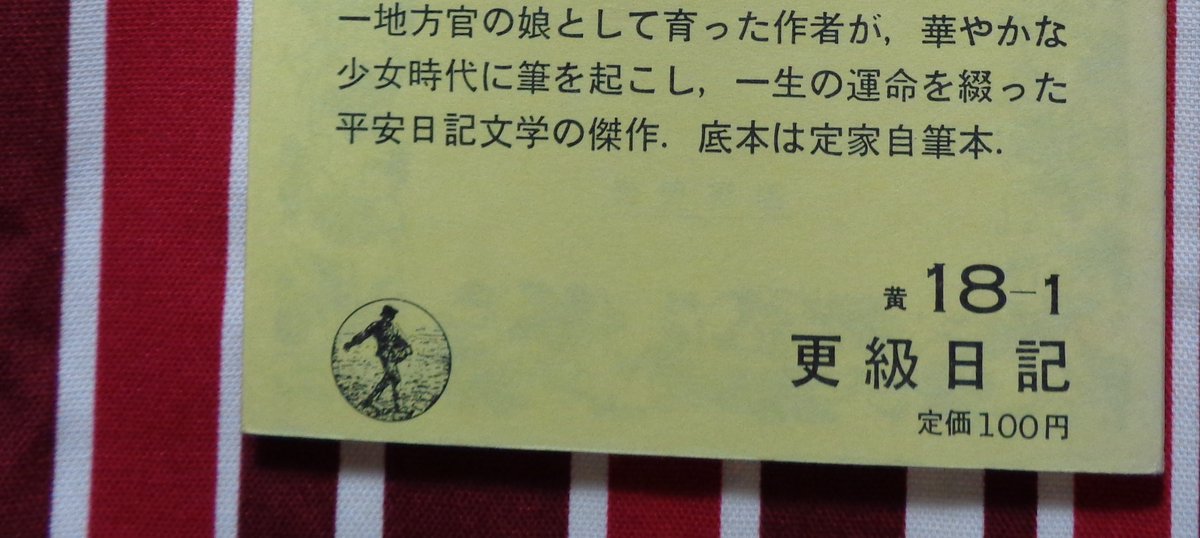 一地方官の娘として育った作者が，華やかな
少女時代に筆を起こし，一生の運命を綴った
平安日記文学の傑作．底本は定家自筆本．
黄 18-1
更級日記
定価100円